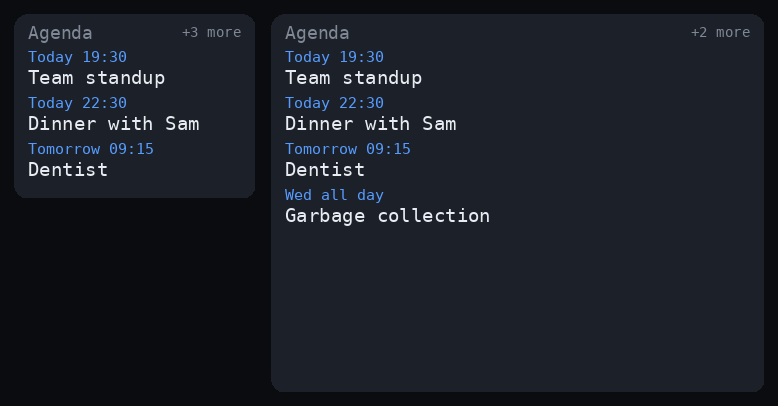 Agenda +3 more
Today 19:30
Team standup
Today 22:30
Dinner with Sam
Tomorrow 09:15
Dentist
Agenda +2 more
Today 19:30
Team standup
Today 22:30
Dinner with Sam
Tomorrow 09:15
Dentist
Wed all day
Garbage collection